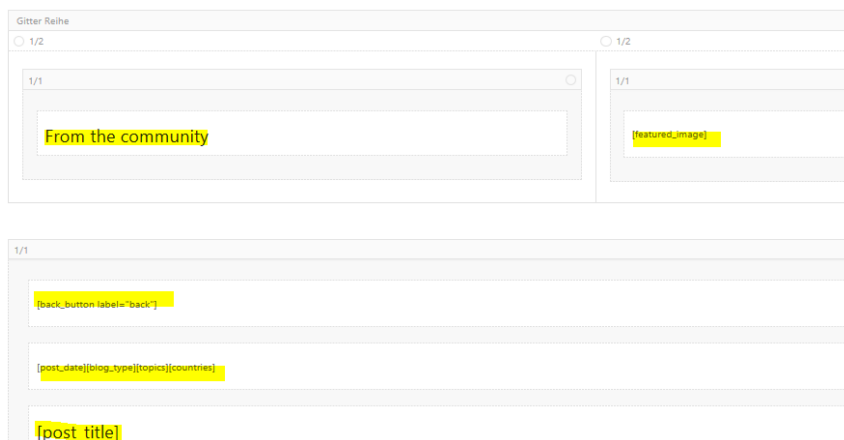 Gitter Reihe
1/2 1/2
1/1 1/1
From the community [featured_image]
1/1
[back_button label="back"]
[post_date][blog_type][topics][countries]
[post_title]